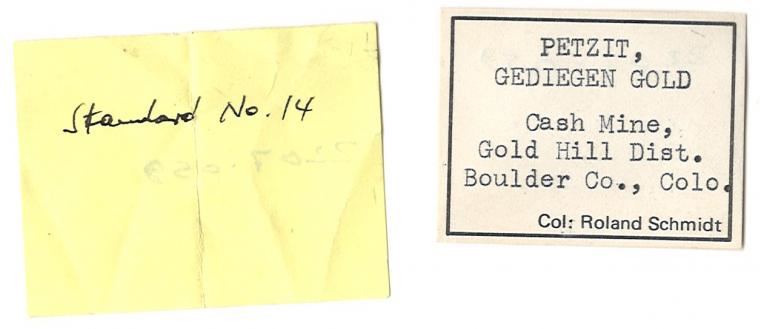 Standard No. 14
PETZIT,
GEDIEGEN GOLD
Cash Mine,
Gold Hill Dist.
Boulder Co., Colo.
Col: Roland Schmidt